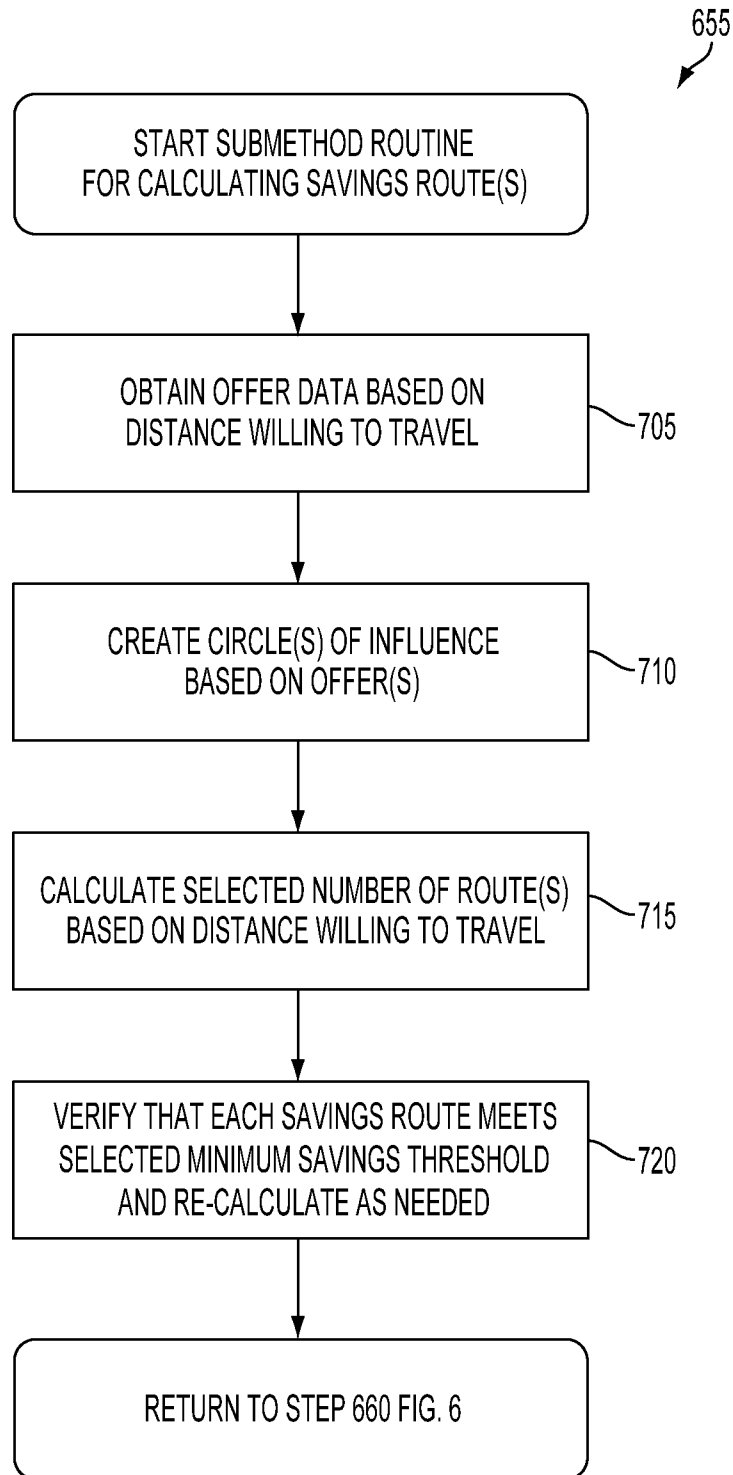 655
START SUBMETHOD ROUTINE
FOR CALCULATING SAVINGS ROUTE(S)
OBTAIN OFFER DATA BASED ON
DISTANCE WILLING TO TRAVEL
705
CREATE CIRCLE(S) OF INFLUENCE
BASED ON OFFER(S)
710
CALCULATE SELECTED NUMBER OF ROUTE(S)
BASED ON DISTANCE WILLING TO TRAVEL
715
VERIFY THAT EACH SAVINGS ROUTE MEETS
SELECTED MINIMUM SAVINGS THRESHOLD
AND RE-CALCULATE AS NEEDED
720
RETURN TO STEP 660 FIG. 6